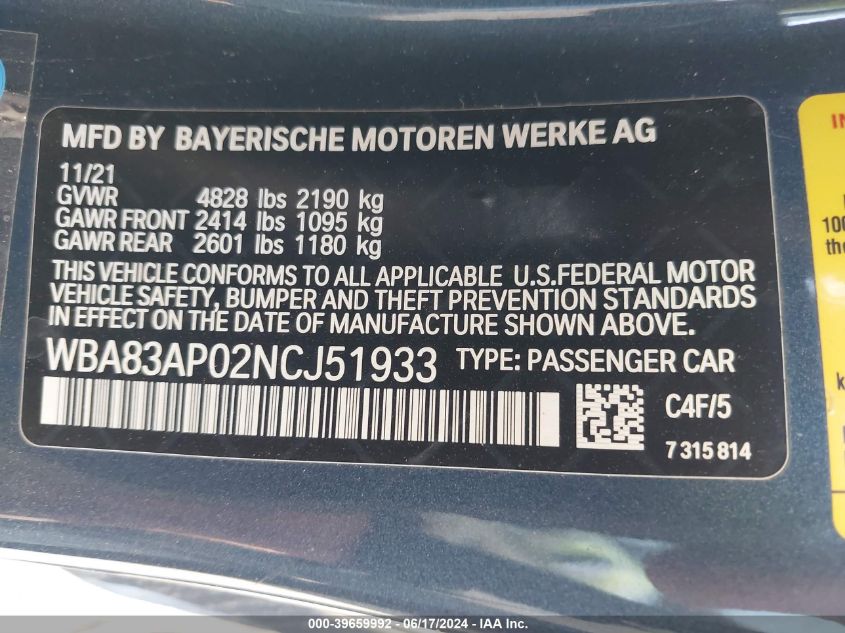 MFD BY BAYERISCHE MOTOREN WERKE AG
11/21
GVWR 4828 lbs 2190 kg
GAWR FRONT 2414 lbs 1095 kg
GAWR REAR 2601 lbs 1180 kg
THIS VEHICLE CONFORMS TO ALL APPLICABLE U.S.FEDERAL MOTOR
VEHICLE SAFETY, BUMPER AND THEFT PREVENTION STANDARDS
IN EFFECT ON THE DATE OF MANUFACTURE SHOWN ABOVE.
WBA83AP02NCJ51933 TYPE: PASSENGER CAR
C4F/5
7 315 814
000-39659992 - 06/17/2024 - IAA Inc.